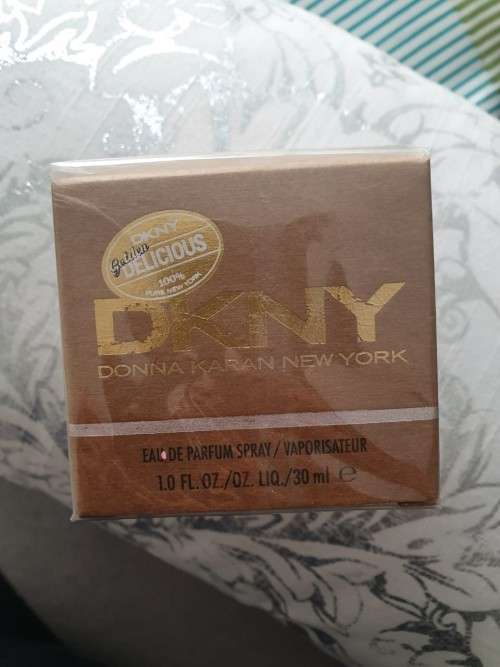 DKNY
Golden
DELICIOUS
100%
PURE NEW YORK
DKNY
DONNA KARAN NEW YORK
EAU DE PARFUM SPRAY / VAPORISATEUR
1.0 FL. OZ./OZ. LIQ./30 ml ℮